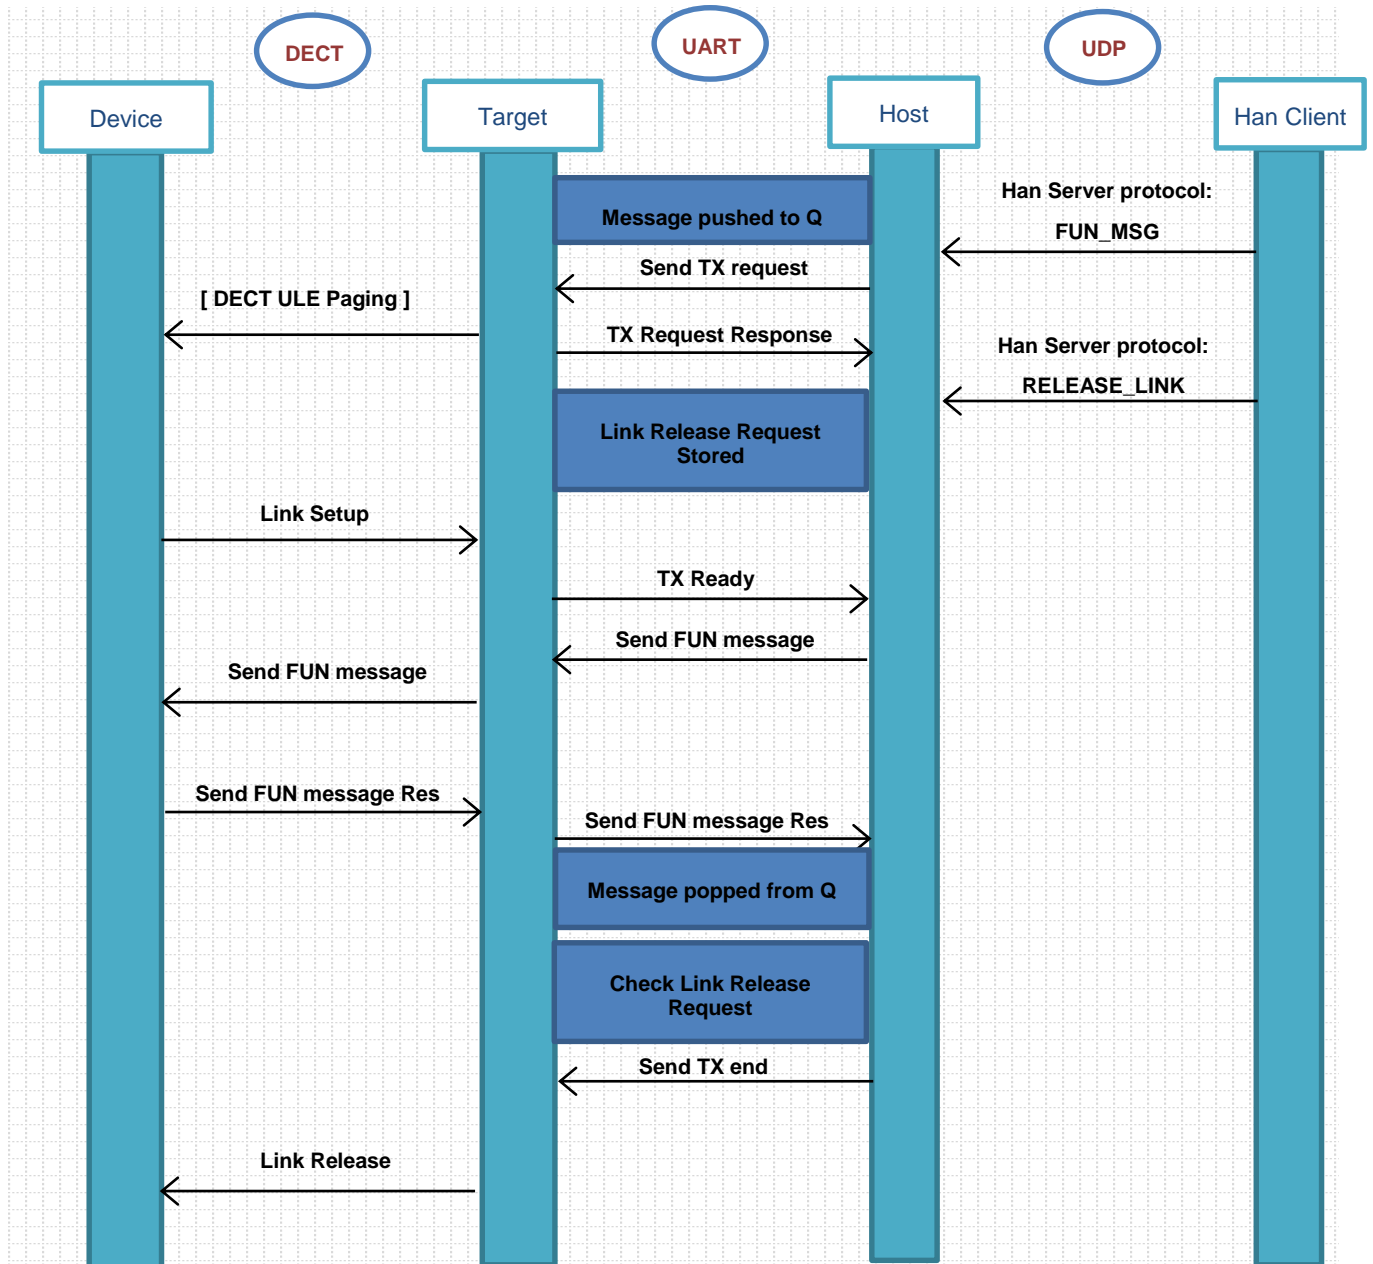 DECT
UART
UDP
Device
Target
Host
Han Client
Han Server protocol:
Message pushed to Q
FUN_MSG
Send TX request
[ DECT ULE Paging ]
TX Request Response
Han Server protocol:
RELEASE_LINK
Link Release Request
Stored
Link Setup
TX Ready
Send FUN message
Send FUN message
Send FUN message Res
Send FUN message Res
Message popped from Q
Check Link Release
Request
Send TX end
Link Release